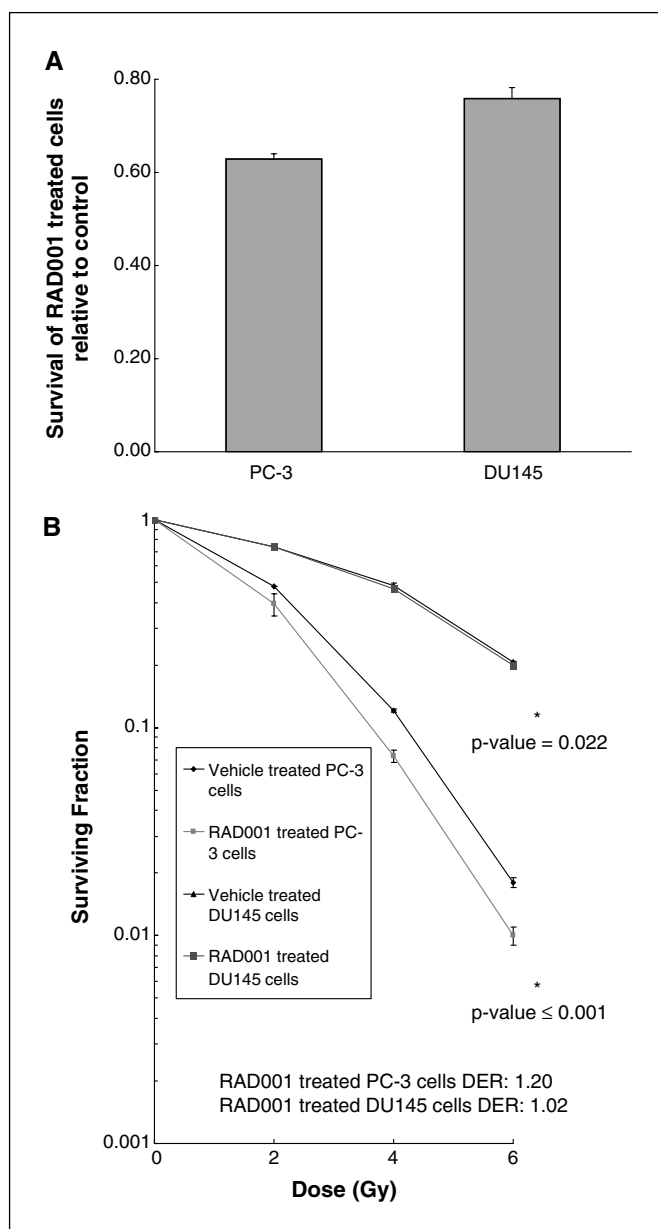 A
Survival of RAD001 treated cells
relative to control
0.80
0.60
0.40
0.20
0.00
PC-3
DU145
B
Surviving Fraction
1
0.1
0.01
0.001
Vehicle treated PC-3
cells
RAD001 treated PC-
3 cells
Vehicle treated
DU145 cells
RAD001 treated
DU145 cells
*
p-value = 0.022
*
p-value ≤ 0.001
RAD001 treated PC-3 cells DER: 1.20
RAD001 treated DU145 cells DER: 1.02
0
2
4
6
Dose (Gy)